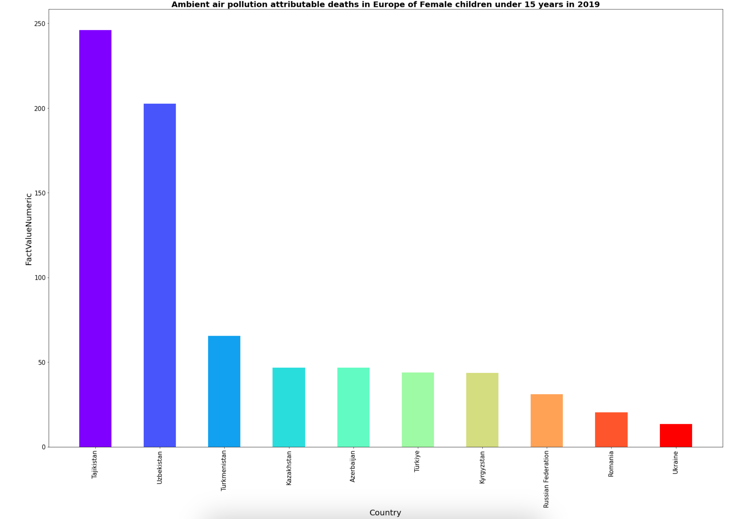 Ambient air pollution attributable deaths in Europe of Female children under 15 years in 2019
250
200
150
100
50
0
FactValueNumeric
Tajikistan
Uzbekistan
Turkmenistan
Kazakhstan
Azerbaijan
Türkiye
Kyrgyzstan
Russian Federation
Romania
Ukraine
Country